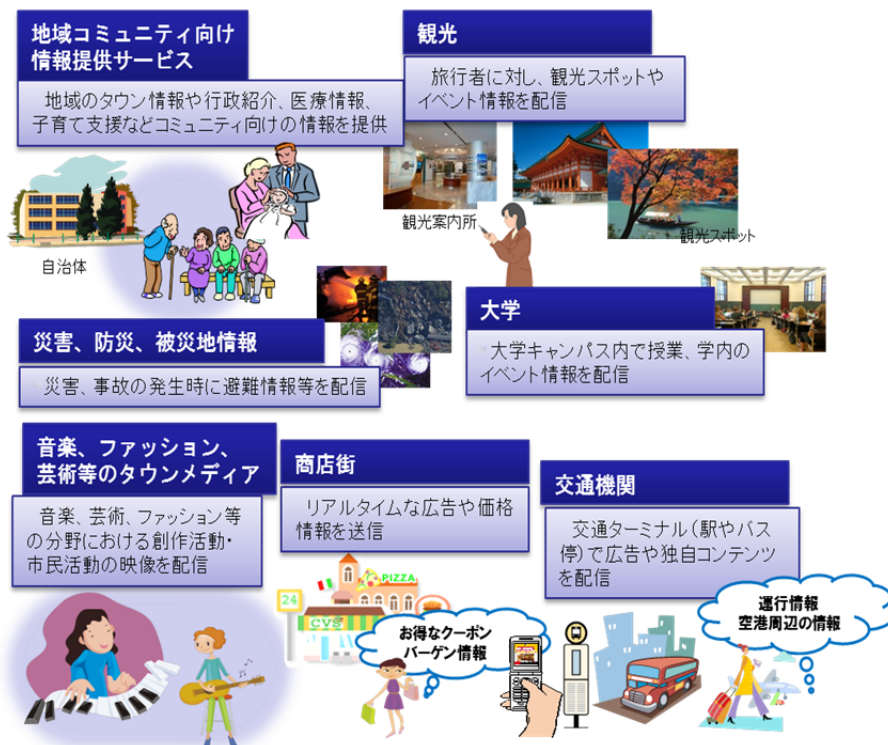 地域コミュニティ向け
情報提供サービス
地域のタウン情報や行政紹介、医療情報、
子育て支援などコミュニティ向けの情報を提供
自治体
観光
旅行者に対し、観光スポットや
イベント情報を配信
観光案内所
観光スポット
災害、防災、被災地情報
災害、事故の発生時に避難情報等を配信
大学
大学キャンパス内で授業、学内の
イベント情報を配信
音楽、ファッション、
芸術等のタウンメディア
音楽、芸術、ファッション等
の分野における創作活動・
市民活動の映像を配信
商店街
リアルタイムな広告や価格
情報を送信
PIZZA
24
CVS
お得なクーポン
バーゲン情報
交通機関
交通ターミナル(駅やバス
停)で広告や独自コンテンツ
を配信
運行情報
空港周辺の情報